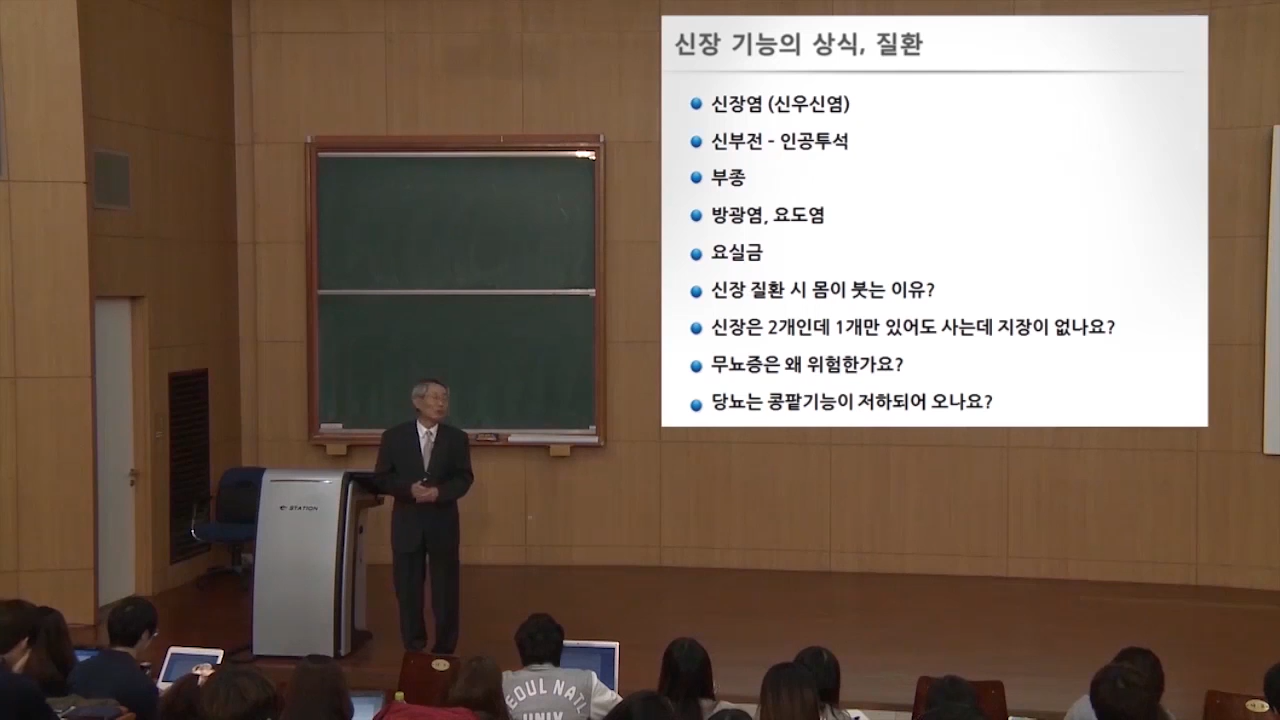 신장 기능의 상식, 질환
신장염 (신우신염)
신부전 - 인공투석
부종
방광염, 요도염
요실금
신장 질환 시 몸이 붓는 이유?
신장은 2개인데 1개만 있어도 사는데 지장이 없나요?
무뇨증은 왜 위험한가요?
당뇨는 콩팥기능이 저하되어 오나요?
e-STATION
SEOUL NATL
UNIV